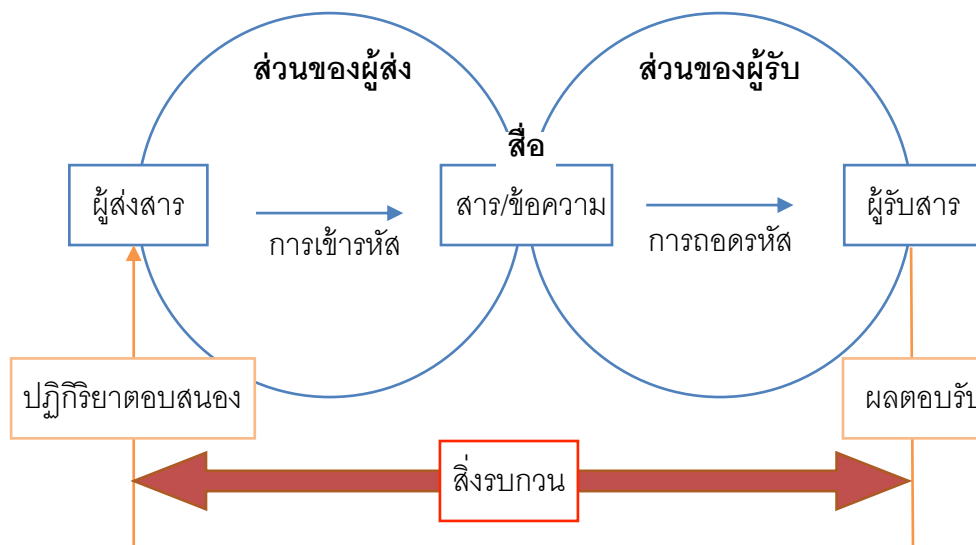 ส่วนของผู้ส่ง
ส่วนของผู้รับ
สื่อ
ผู้ส่งสาร
สาร/ข้อความ
ผู้รับสาร
การเข้ารหัส
การถอดรหัส
ปฏิกิริยาตอบสนอง
ผลตอบรับ
สิ่งรบกวน